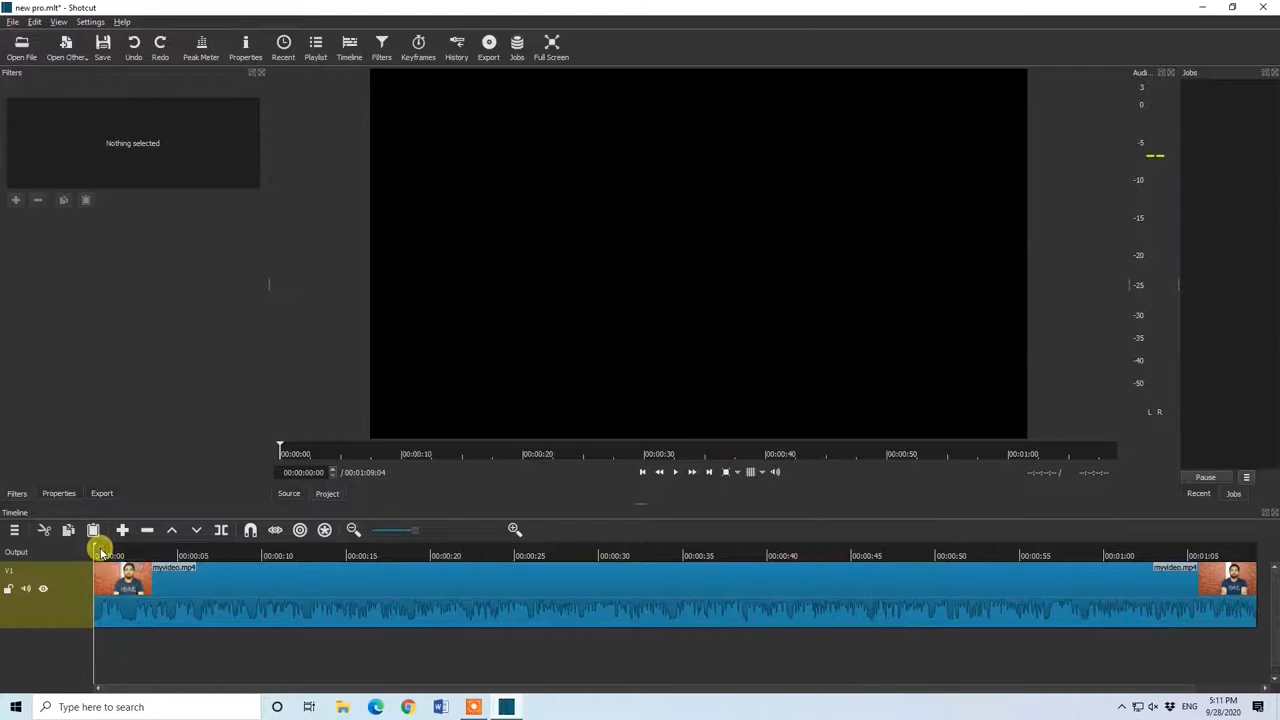 new pro.mlt* - Shotcut
File Edit View Settings Help
Open File Open Other. Save Undo Redo Peak Meter Properties Recent Playlist Timeline Filters Keyframes History Export Jobs Full Screen
Filters
Audi...
Jobs
Nothing selected
3
0
-5
-10
-15
-20
-25
-30
-35
-40
-50
L R
00:00:00 00:00:10 00:00:20 00:00:30 00:00:40 00:00:50 00:01:00
00:00:00:00 / 00:01:09:04
--:--:--:-- / --:--:--:--
Pause
Filters Properties Export
Source Project
Recent Jobs
Timeline
Output
00:00:05 00:00:10 00:00:15 00:00:20 00:00:25 00:00:30 00:00:35 00:00:40 00:00:45 00:00:50 00:00:55 00:01:00 00:01:05
V1
myvideo.mp4
myvideo.mp4
Type here to search
ENG
5:11 PM
9/28/2020